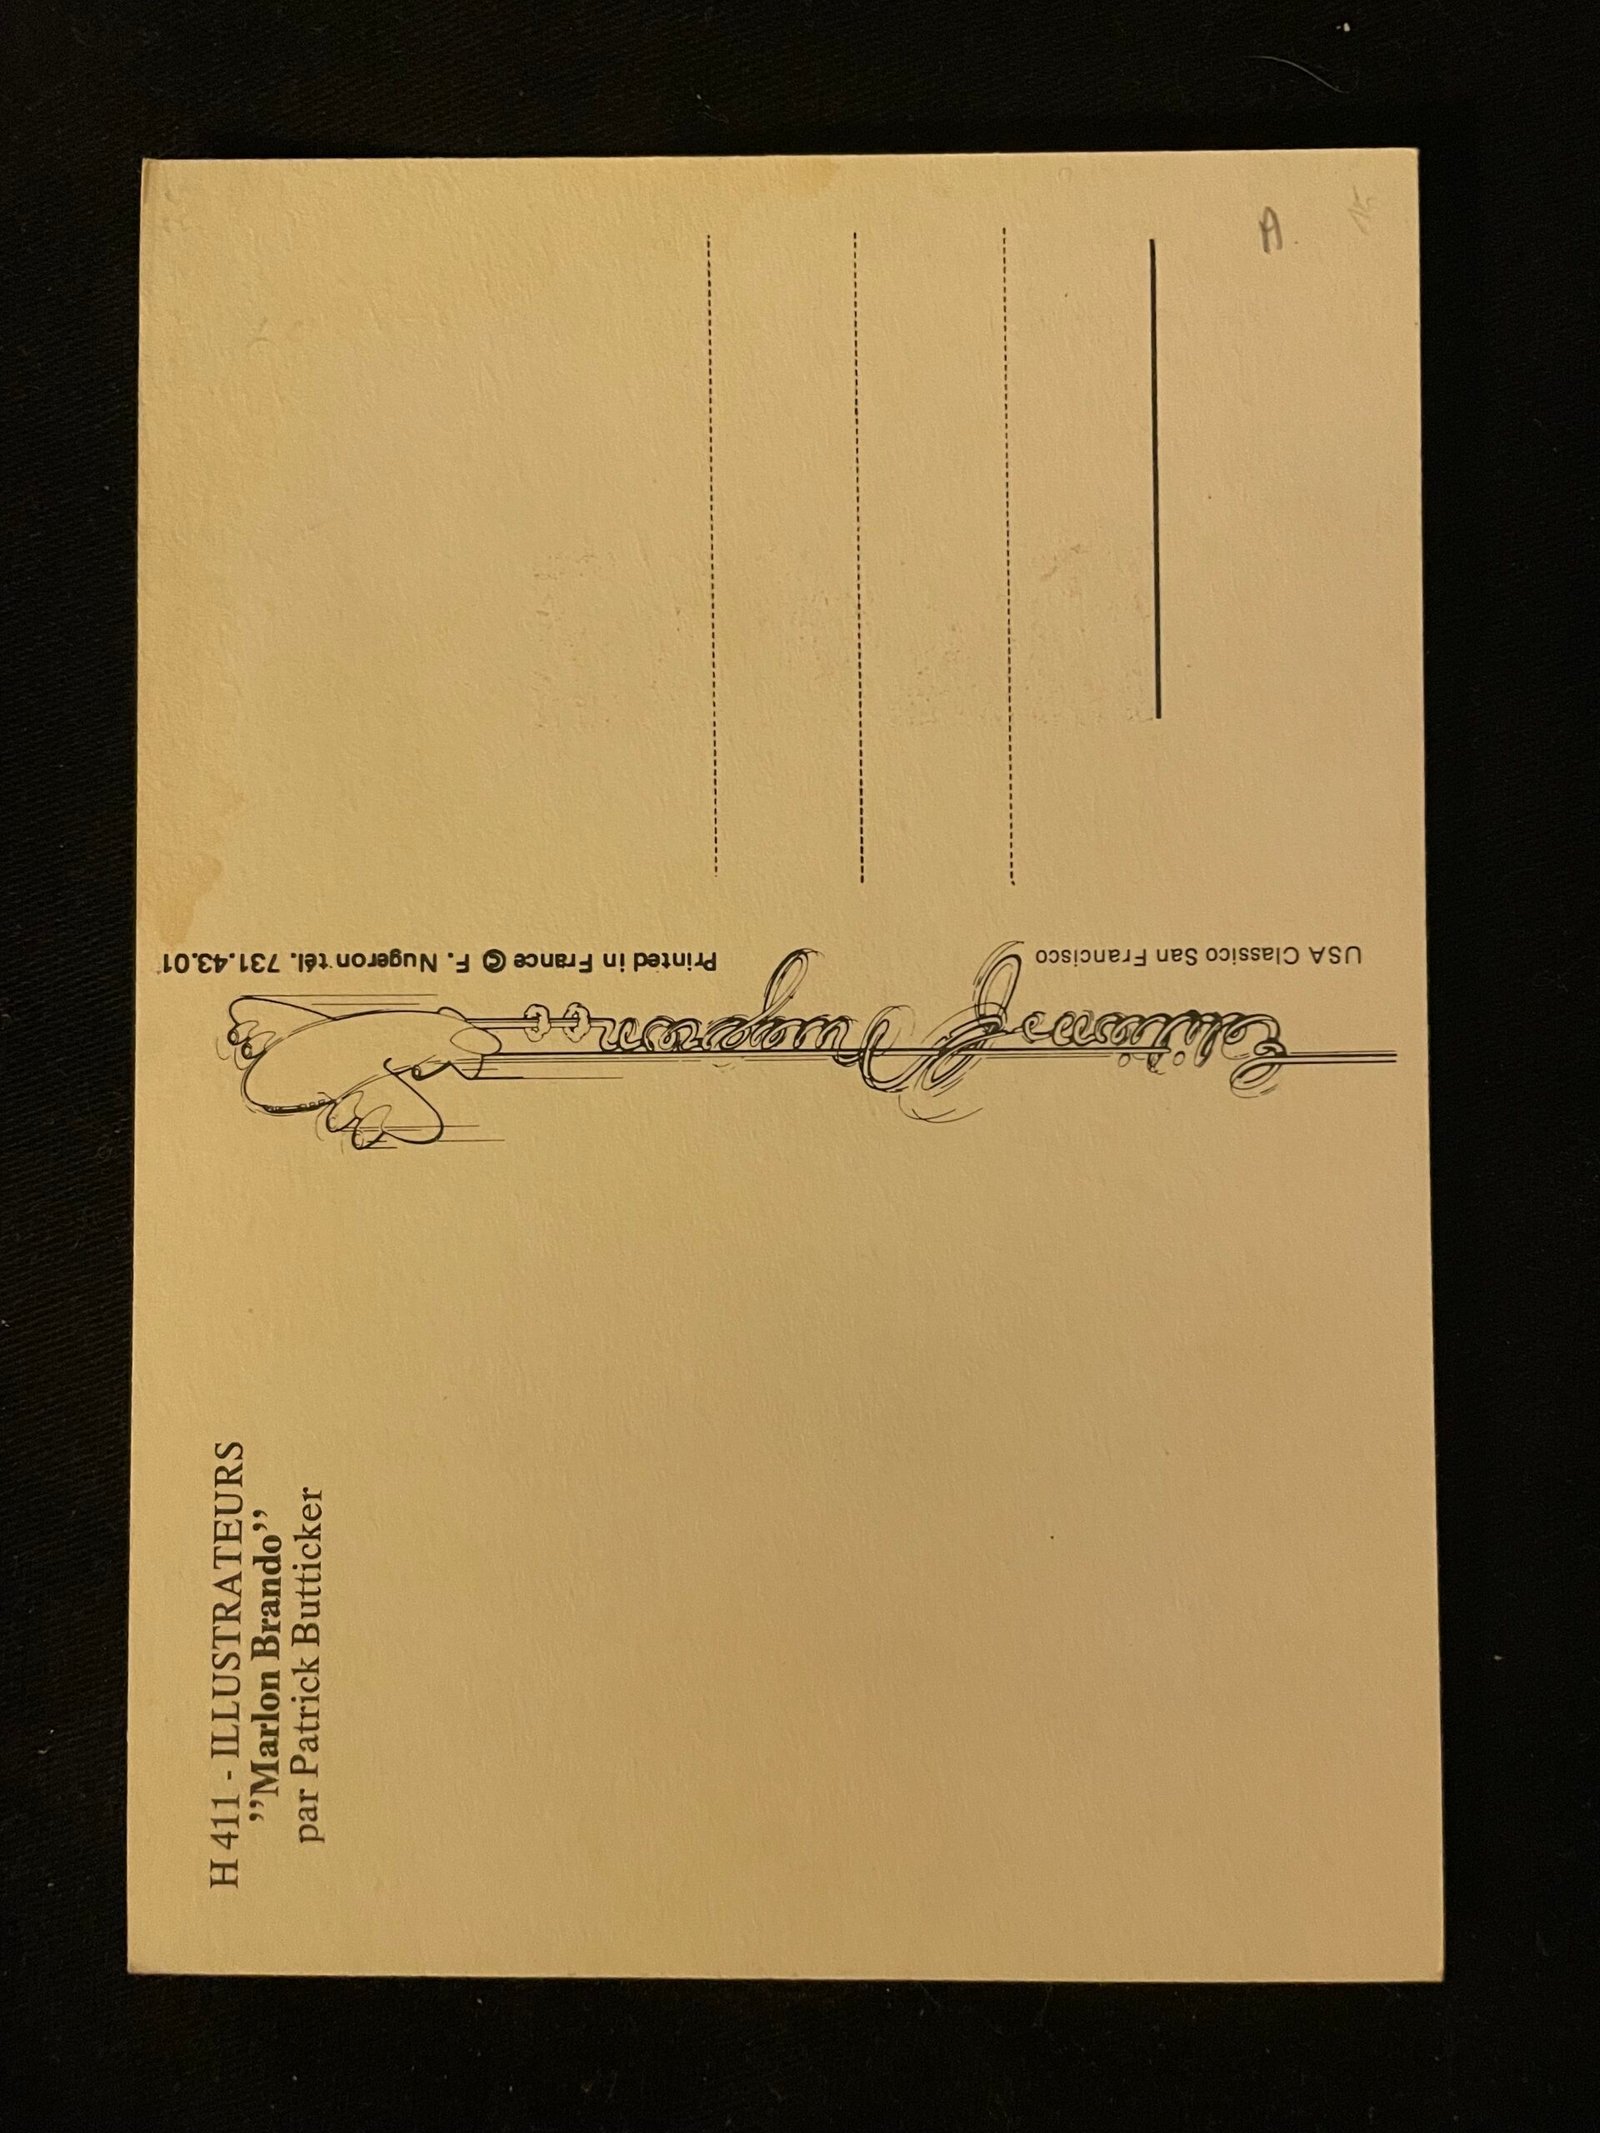 H 411 - ILLUSTRATEURS
”Marlon Brando”
par Patrick Butticker
Editions F. Nugeron
USA Classico San Francisco
Printed in France © F. Nugeron tél. 731.43.01
A